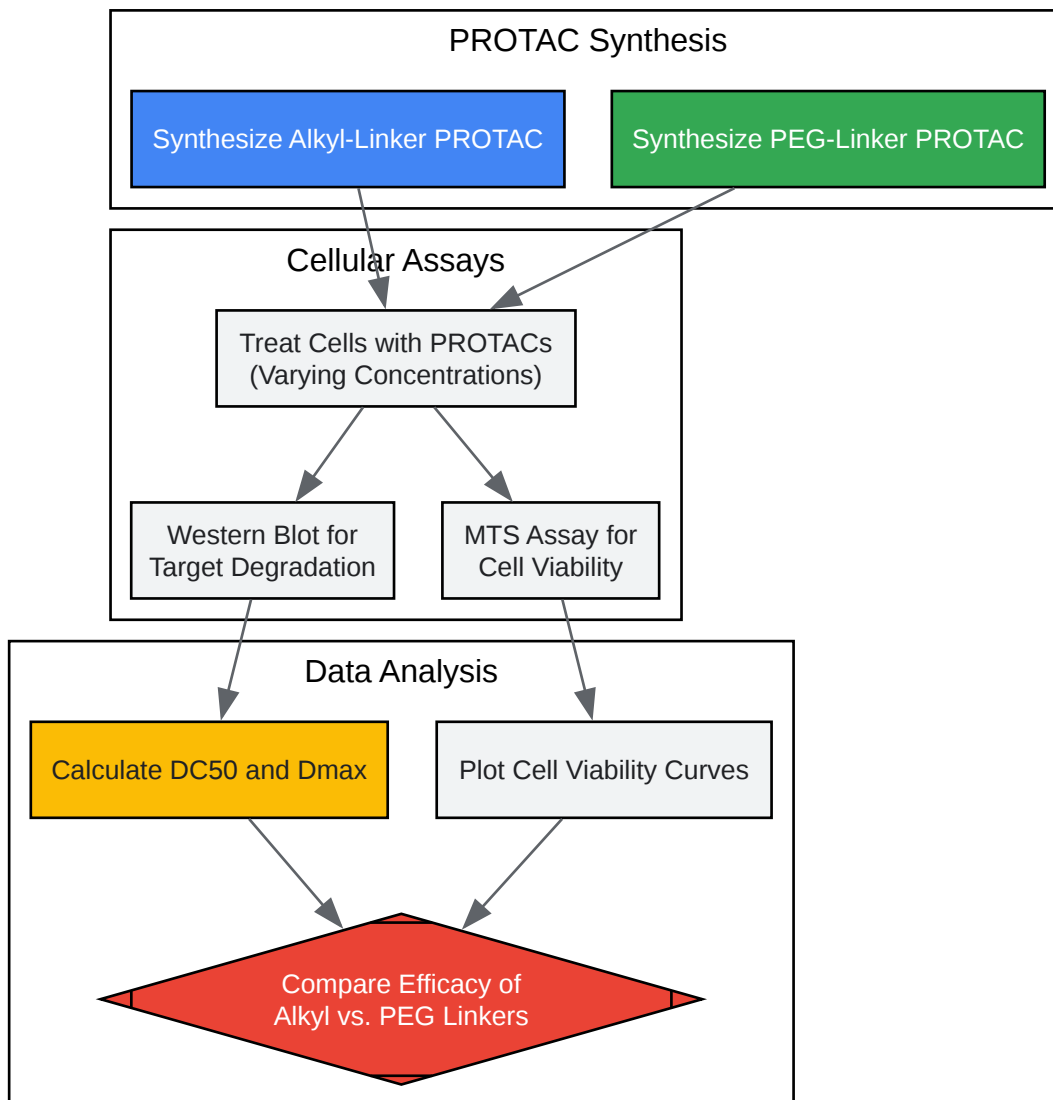 PROTAC Synthesis
Synthesize Alkyl-Linker PROTAC
Synthesize PEG-Linker PROTAC
Cellular Assays
Treat Cells with PROTACs
(Varying Concentrations)
Western Blot for
Target Degradation
MTS Assay for
Cell Viability
Data Analysis
Calculate DC50 and Dmax
Plot Cell Viability Curves
Compare Efficacy of
Alkyl vs. PEG Linkers